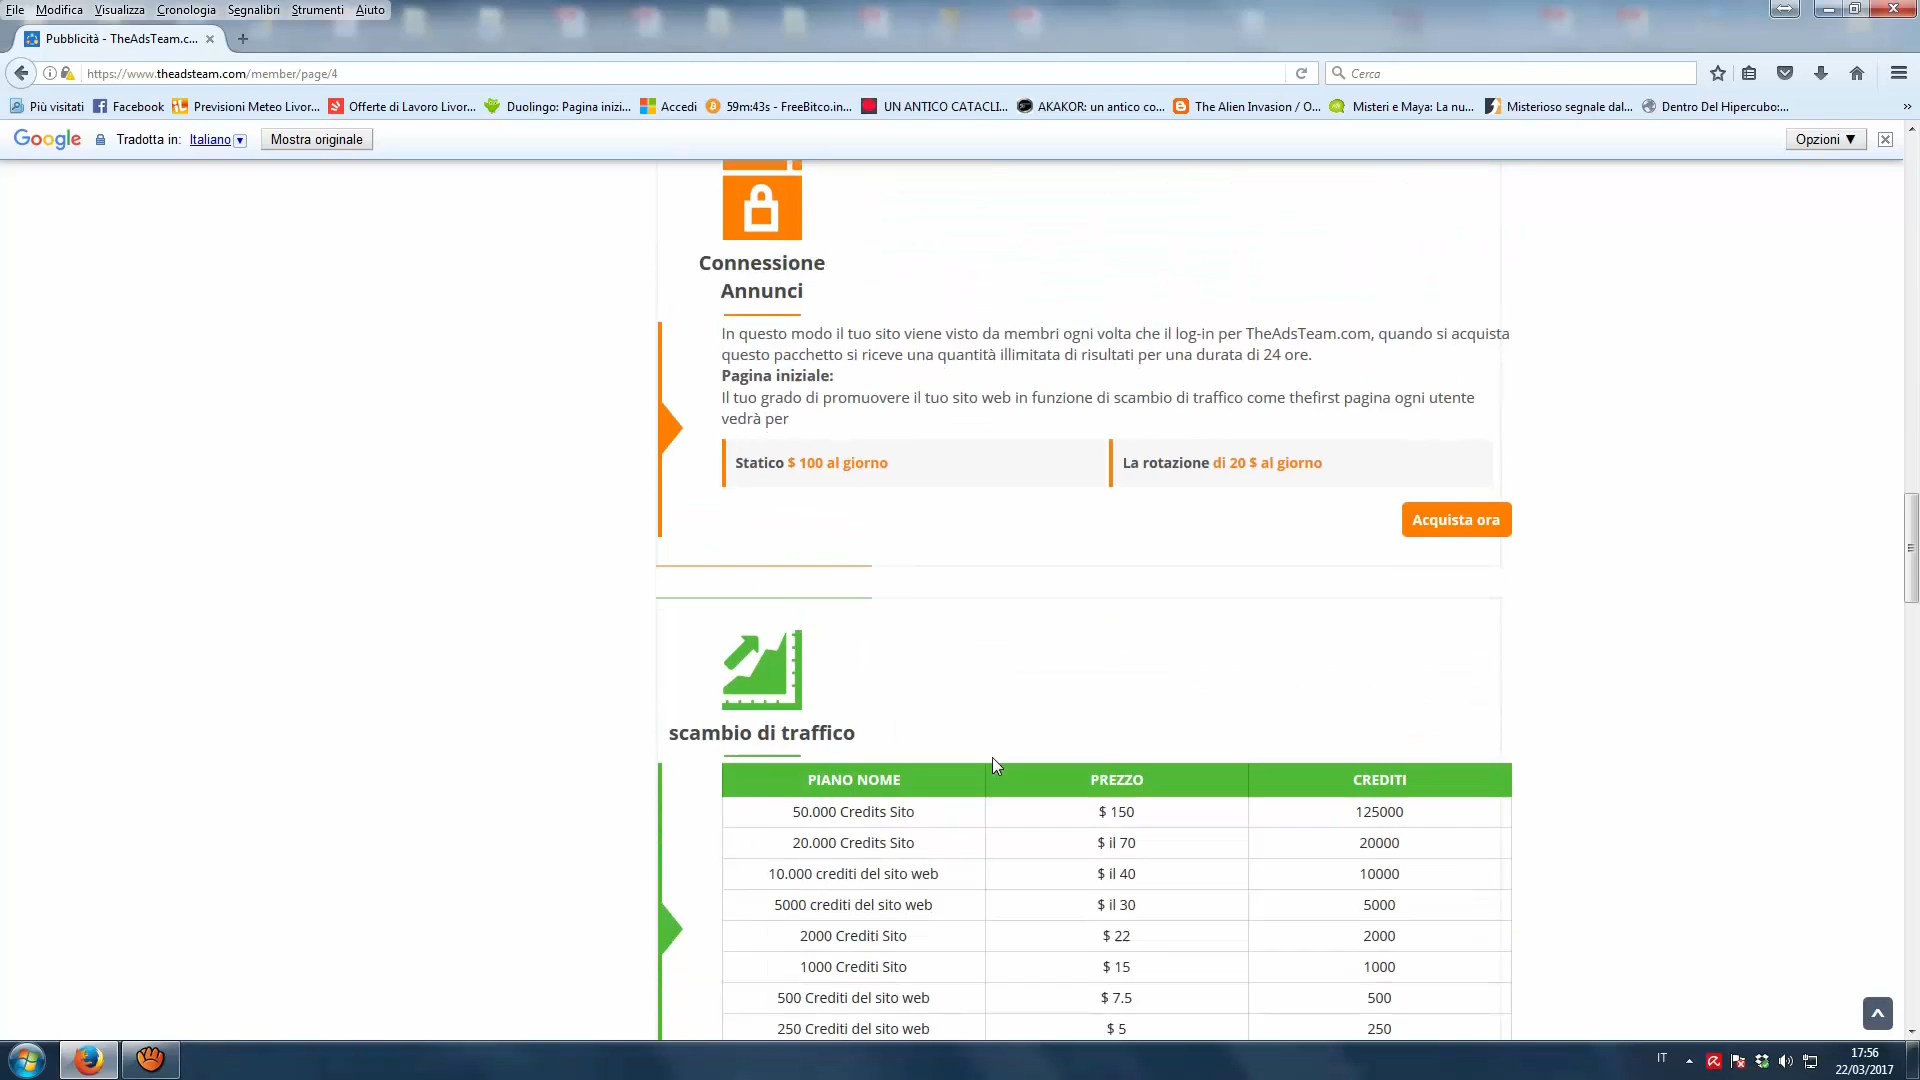 File Modifica Visualizza Cronologia Segnalibri Strumenti Aiuto
Pubblicità - TheAdsTeam.c...
https://www.theadsteam.com/member/page/4
Cerca
Più visitati Facebook Previsioni Meteo Livor... Offerte di Lavoro Livor... Duolingo: Pagina inizi... Accedi 59m:43s - FreeBitco.in... UN ANTICO CATACLI... AKAKOR: un antico co... The Alien Invasion / O... Misteri e Maya: La nu... Misterioso segnale dal... Dentro Del Hipercubo:...
Google Tradotta in: Italiano Mostra originale Opzioni ▼
Connessione
Annunci
In questo modo il tuo sito viene visto da membri ogni volta che il log-in per TheAdsTeam.com, quando si acquista
questo pacchetto si riceve una quantità illimitata di risultati per una durata di 24 ore.
Pagina iniziale:
Il tuo grado di promuovere il tuo sito web in funzione di scambio di traffico come thefirst pagina ogni utente
vedrà per
Statico $ 100 al giorno
La rotazione di 20 $ al giorno
Acquista ora
scambio di traffico
PIANO NOME PREZZO CREDITI
50.000 Credits Sito $ 150 125000
20.000 Credits Sito $ il 70 20000
10.000 crediti del sito web $ il 40 10000
5000 crediti del sito web $ il 30 5000
2000 Crediti Sito $ 22 2000
1000 Crediti Sito $ 15 1000
500 Crediti del sito web $ 7.5 500
250 Crediti del sito web $ 5 250
IT
17:56
22/03/2017